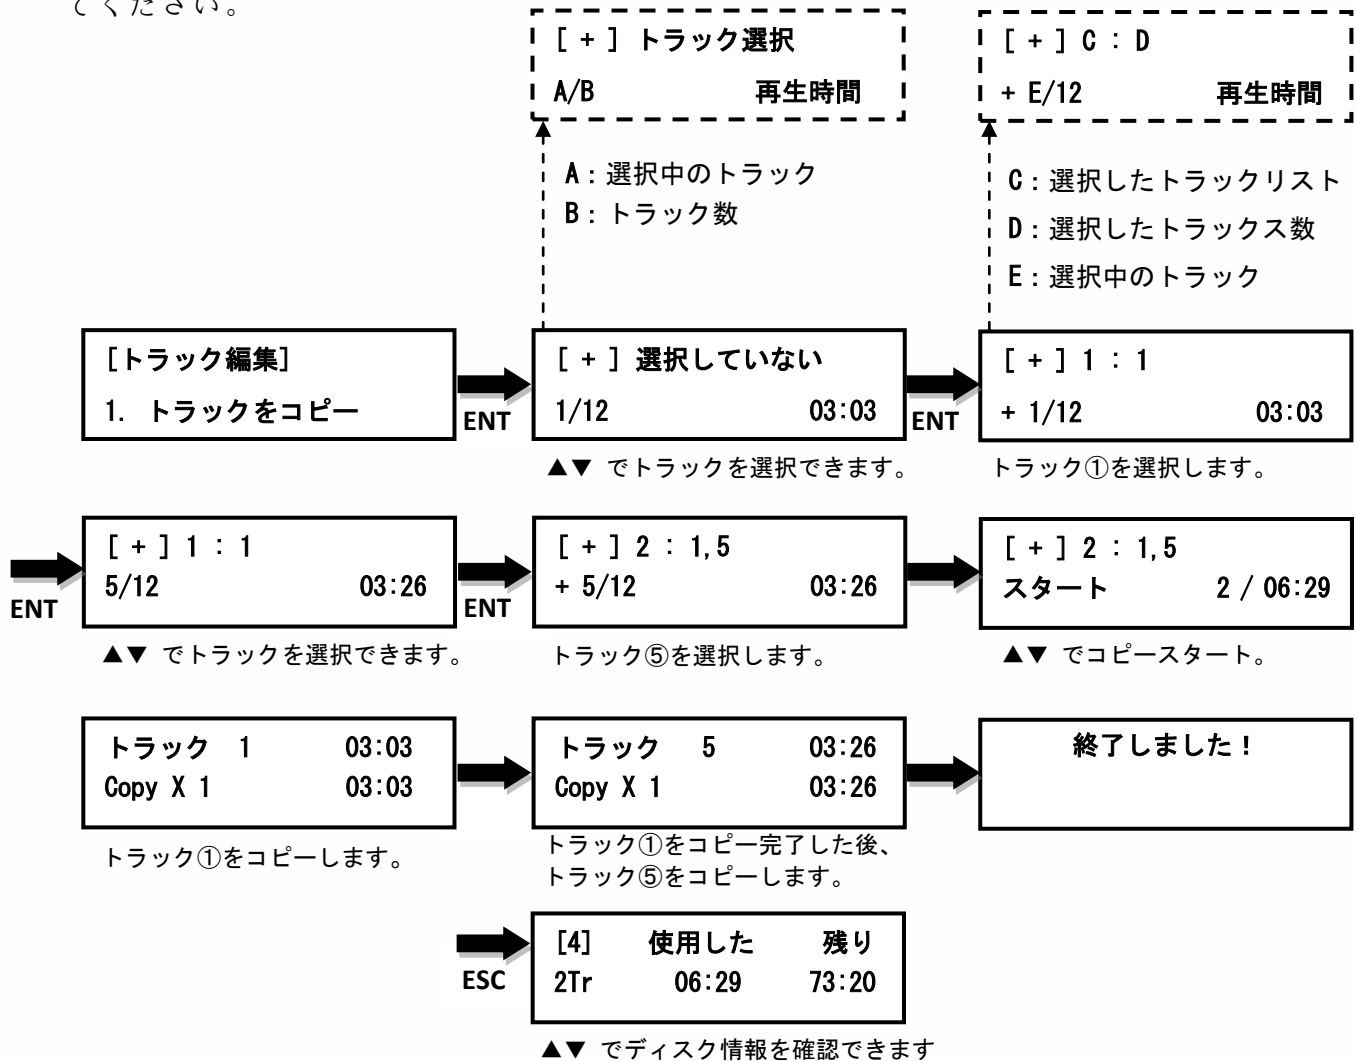 てください。
[ + ] トラック選択
A/B 再生時間
[ + ] C : D
+ E/12 再生時間
A：選択中のトラック
B：トラック数
C：選択したトラックリスト
D：選択したトラックス数
E：選択中のトラック
[トラック編集]
1. トラックをコピー
ENT
[ + ] 選択していない
1/12 03:03
ENT
[ + ] 1 : 1
+ 1/12 03:03
▲▼ でトラックを選択できます。
トラック①を選択します。
ENT
[ + ] 1 : 1
5/12 03:26
ENT
[ + ] 2 : 1,5
+ 5/12 03:26
[ + ] 2 : 1,5
スタート 2 / 06:29
▲▼ でトラックを選択できます。
トラック⑤を選択します。
▲▼ でコピースタート。
トラック 1 03:03
Copy X 1 03:03
トラック 5 03:26
Copy X 1 03:26
終了しました！
トラック①をコピーします。
トラック①をコピー完了した後、
トラック⑤をコピーします。
ESC
[4] 使用した 残り
2Tr 06:29 73:20
▲▼ でディスク情報を確認できます